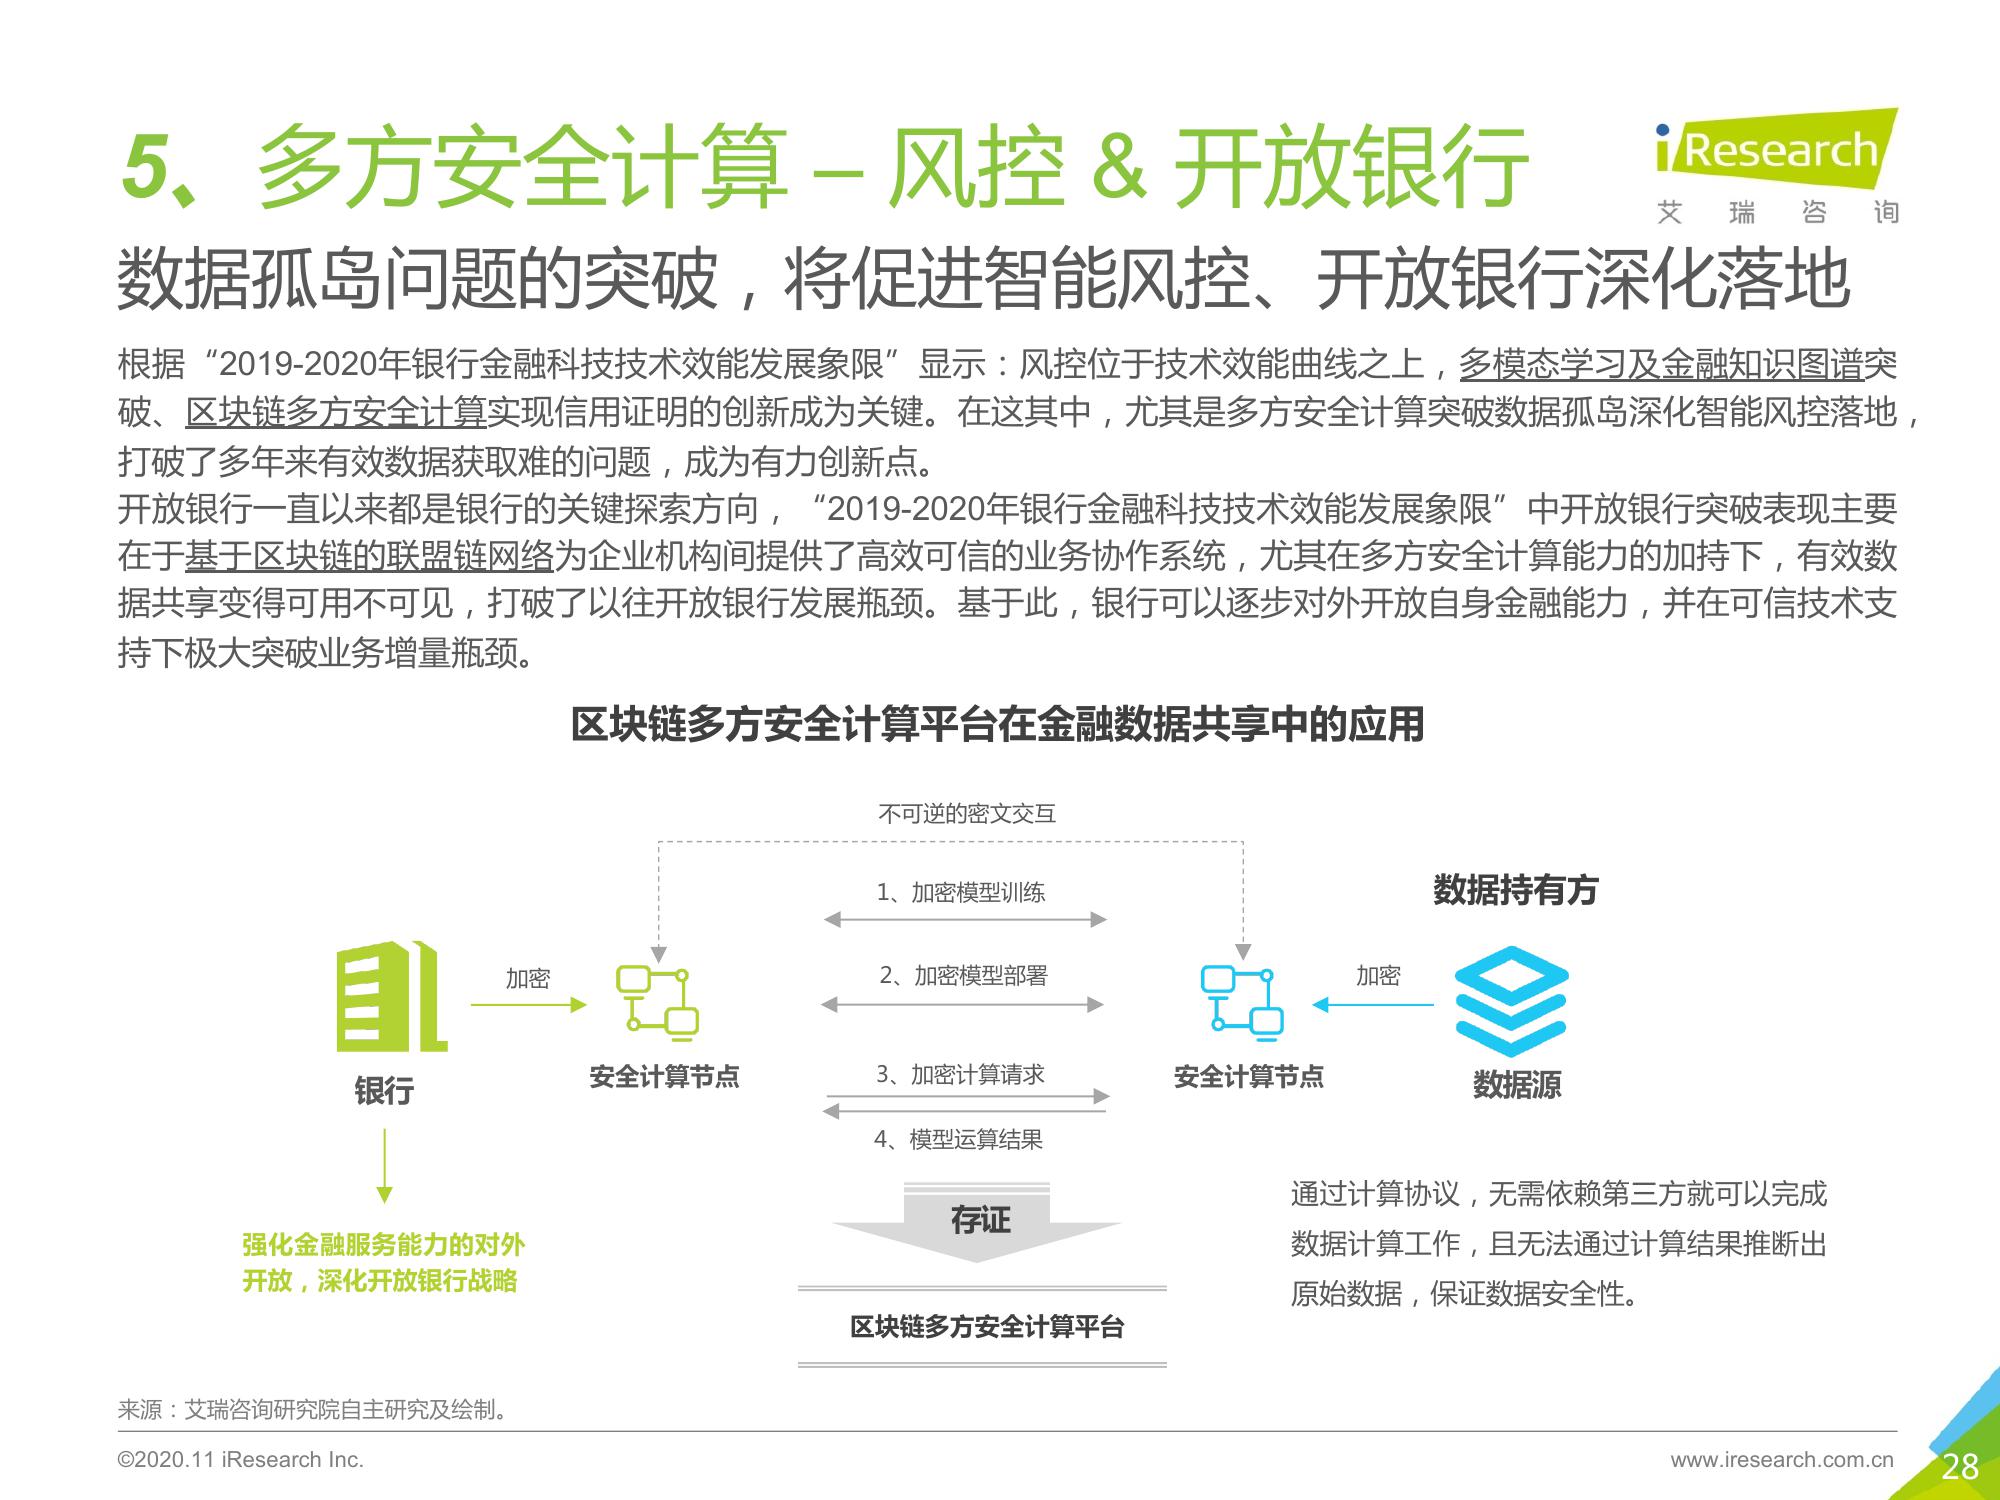 5、多方安全计算 – 风控 & 开放银行
iResearch
艾瑞咨询
数据孤岛问题的突破，将促进智能风控、开放银行深化落地
根据“2019-2020年银行金融科技技术效能发展象限”显示：风控位于技术效能曲线之上，多模态学习及金融知识图谱突
破、区块链多方安全计算实现信用证明的创新成为关键。在这其中，尤其是多方安全计算突破数据孤岛深化智能风控落地，
打破了多年来有效数据获取难的问题，成为有力创新点。
开放银行一直以来都是银行的关键探索方向，“2019-2020年银行金融科技技术效能发展象限”中开放银行突破表现主要
在于基于区块链的联盟链网络为企业机构间提供了高效可信的业务协作系统，尤其在多方安全计算能力的加持下，有效数
据共享变得可用不可见，打破了以往开放银行发展瓶颈。基于此，银行可以逐步对外开放自身金融能力，并在可信技术支
持下极大突破业务增量瓶颈。
区块链多方安全计算平台在金融数据共享中的应用
不可逆的密文交互
1、加密模型训练
数据持有方
加密
2、加密模型部署
加密
安全计算节点
3、加密计算请求
安全计算节点
银行
数据源
4、模型运算结果
存证
通过计算协议，无需依赖第三方就可以完成
数据计算工作，且无法通过计算结果推断出
原始数据，保证数据安全性。
强化金融服务能力的对外
开放，深化开放银行战略
区块链多方安全计算平台
来源：艾瑞咨询研究院自主研究及绘制。
©2020.11 iResearch Inc.
www.iresearch.com.cn
28